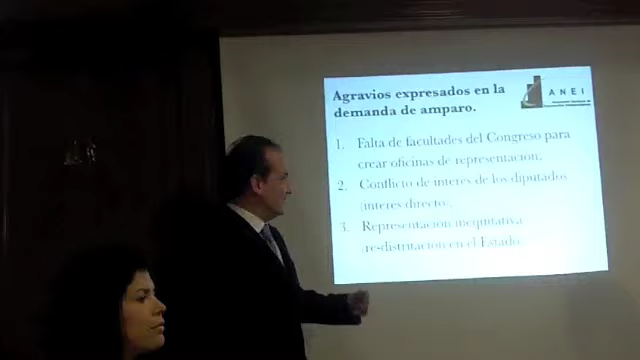 Agravios expresados en la
demanda de amparo.
ANEI
1. Falta de facultades del Congreso para
crear oficinas de representación.
2. Conflicto de interés de los diputados
(interés directo).
3. Representación inequitativa
(re-distritación en el Estado)